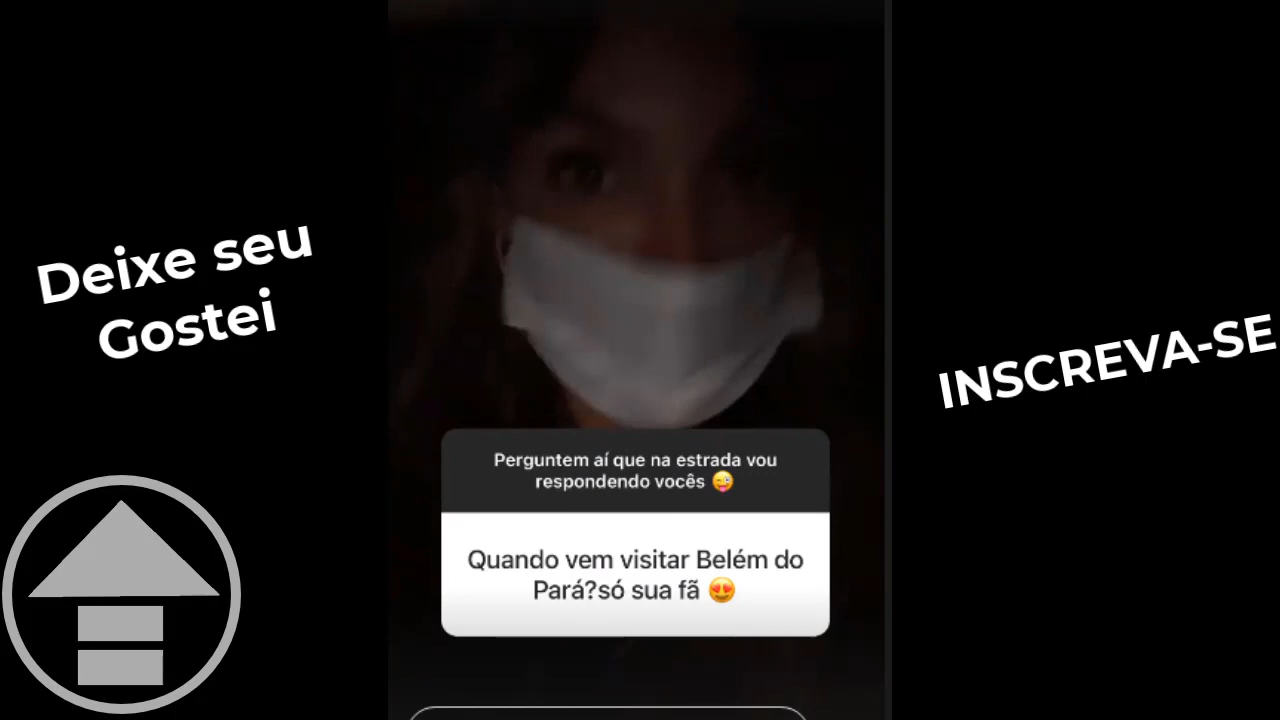 Deixe seu
Gostei
Perguntem aí que na estrada vou
respondendo vocês 😜
Quando vem visitar Belém do
Pará?só sua fã 😍
INSCREVA-SE